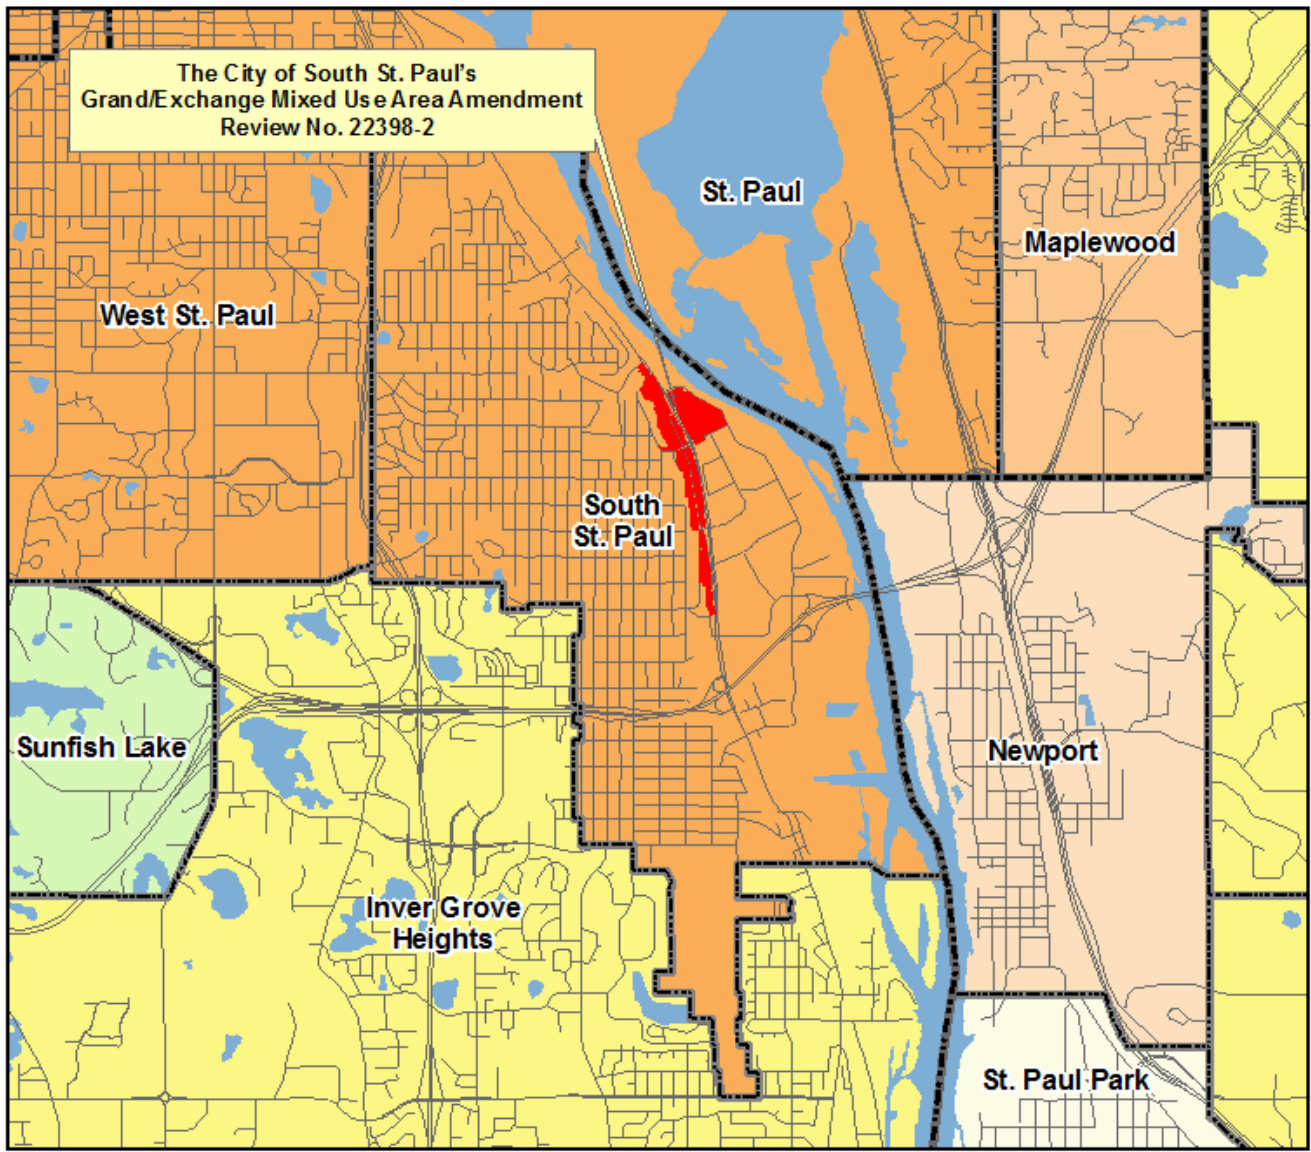 The City of South St. Paul's
Grand/Exchange Mixed Use Area Amendment
Review No. 22398-2
St. Paul
Maplewood
West St. Paul
South
St. Paul
Sunfish Lake
Newport
Inver Grove
Heights
St. Paul Park